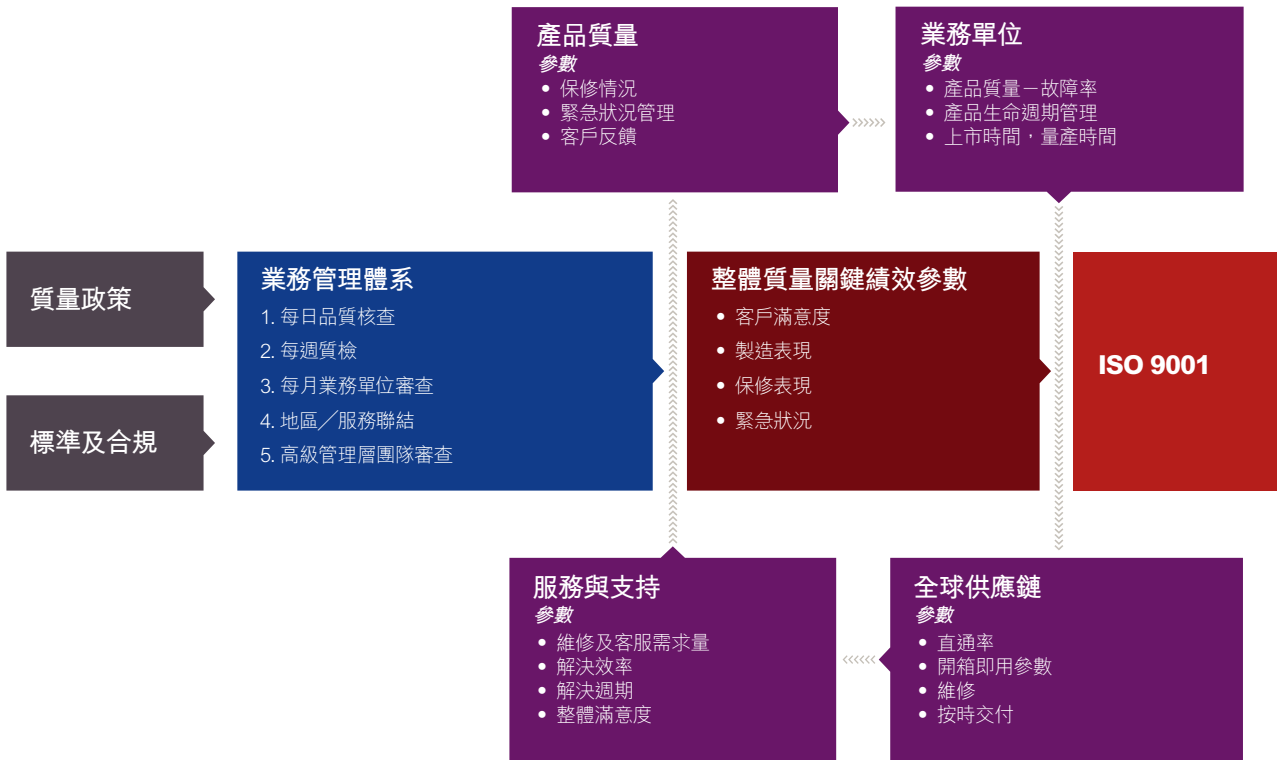 產品質量
參數
• 保修情況
• 緊急狀況管理
• 客戶反饋
業務單位
參數
• 產品質量－故障率
• 產品生命週期管理
• 上市時間，量產時間
質量政策
標準及合規
業務管理體系
1. 每日品質核查
2. 每週質檢
3. 每月業務單位審查
4. 地區／服務聯結
5. 高級管理層團隊審查
整體質量關鍵績效參數
• 客戶滿意度
• 製造表現
• 保修表現
• 緊急狀況
ISO 9001
服務與支持
參數
• 維修及客服需求量
• 解決效率
• 解決週期
• 整體滿意度
全球供應鏈
參數
• 直通率
• 開箱即用參數
• 維修
• 按時交付